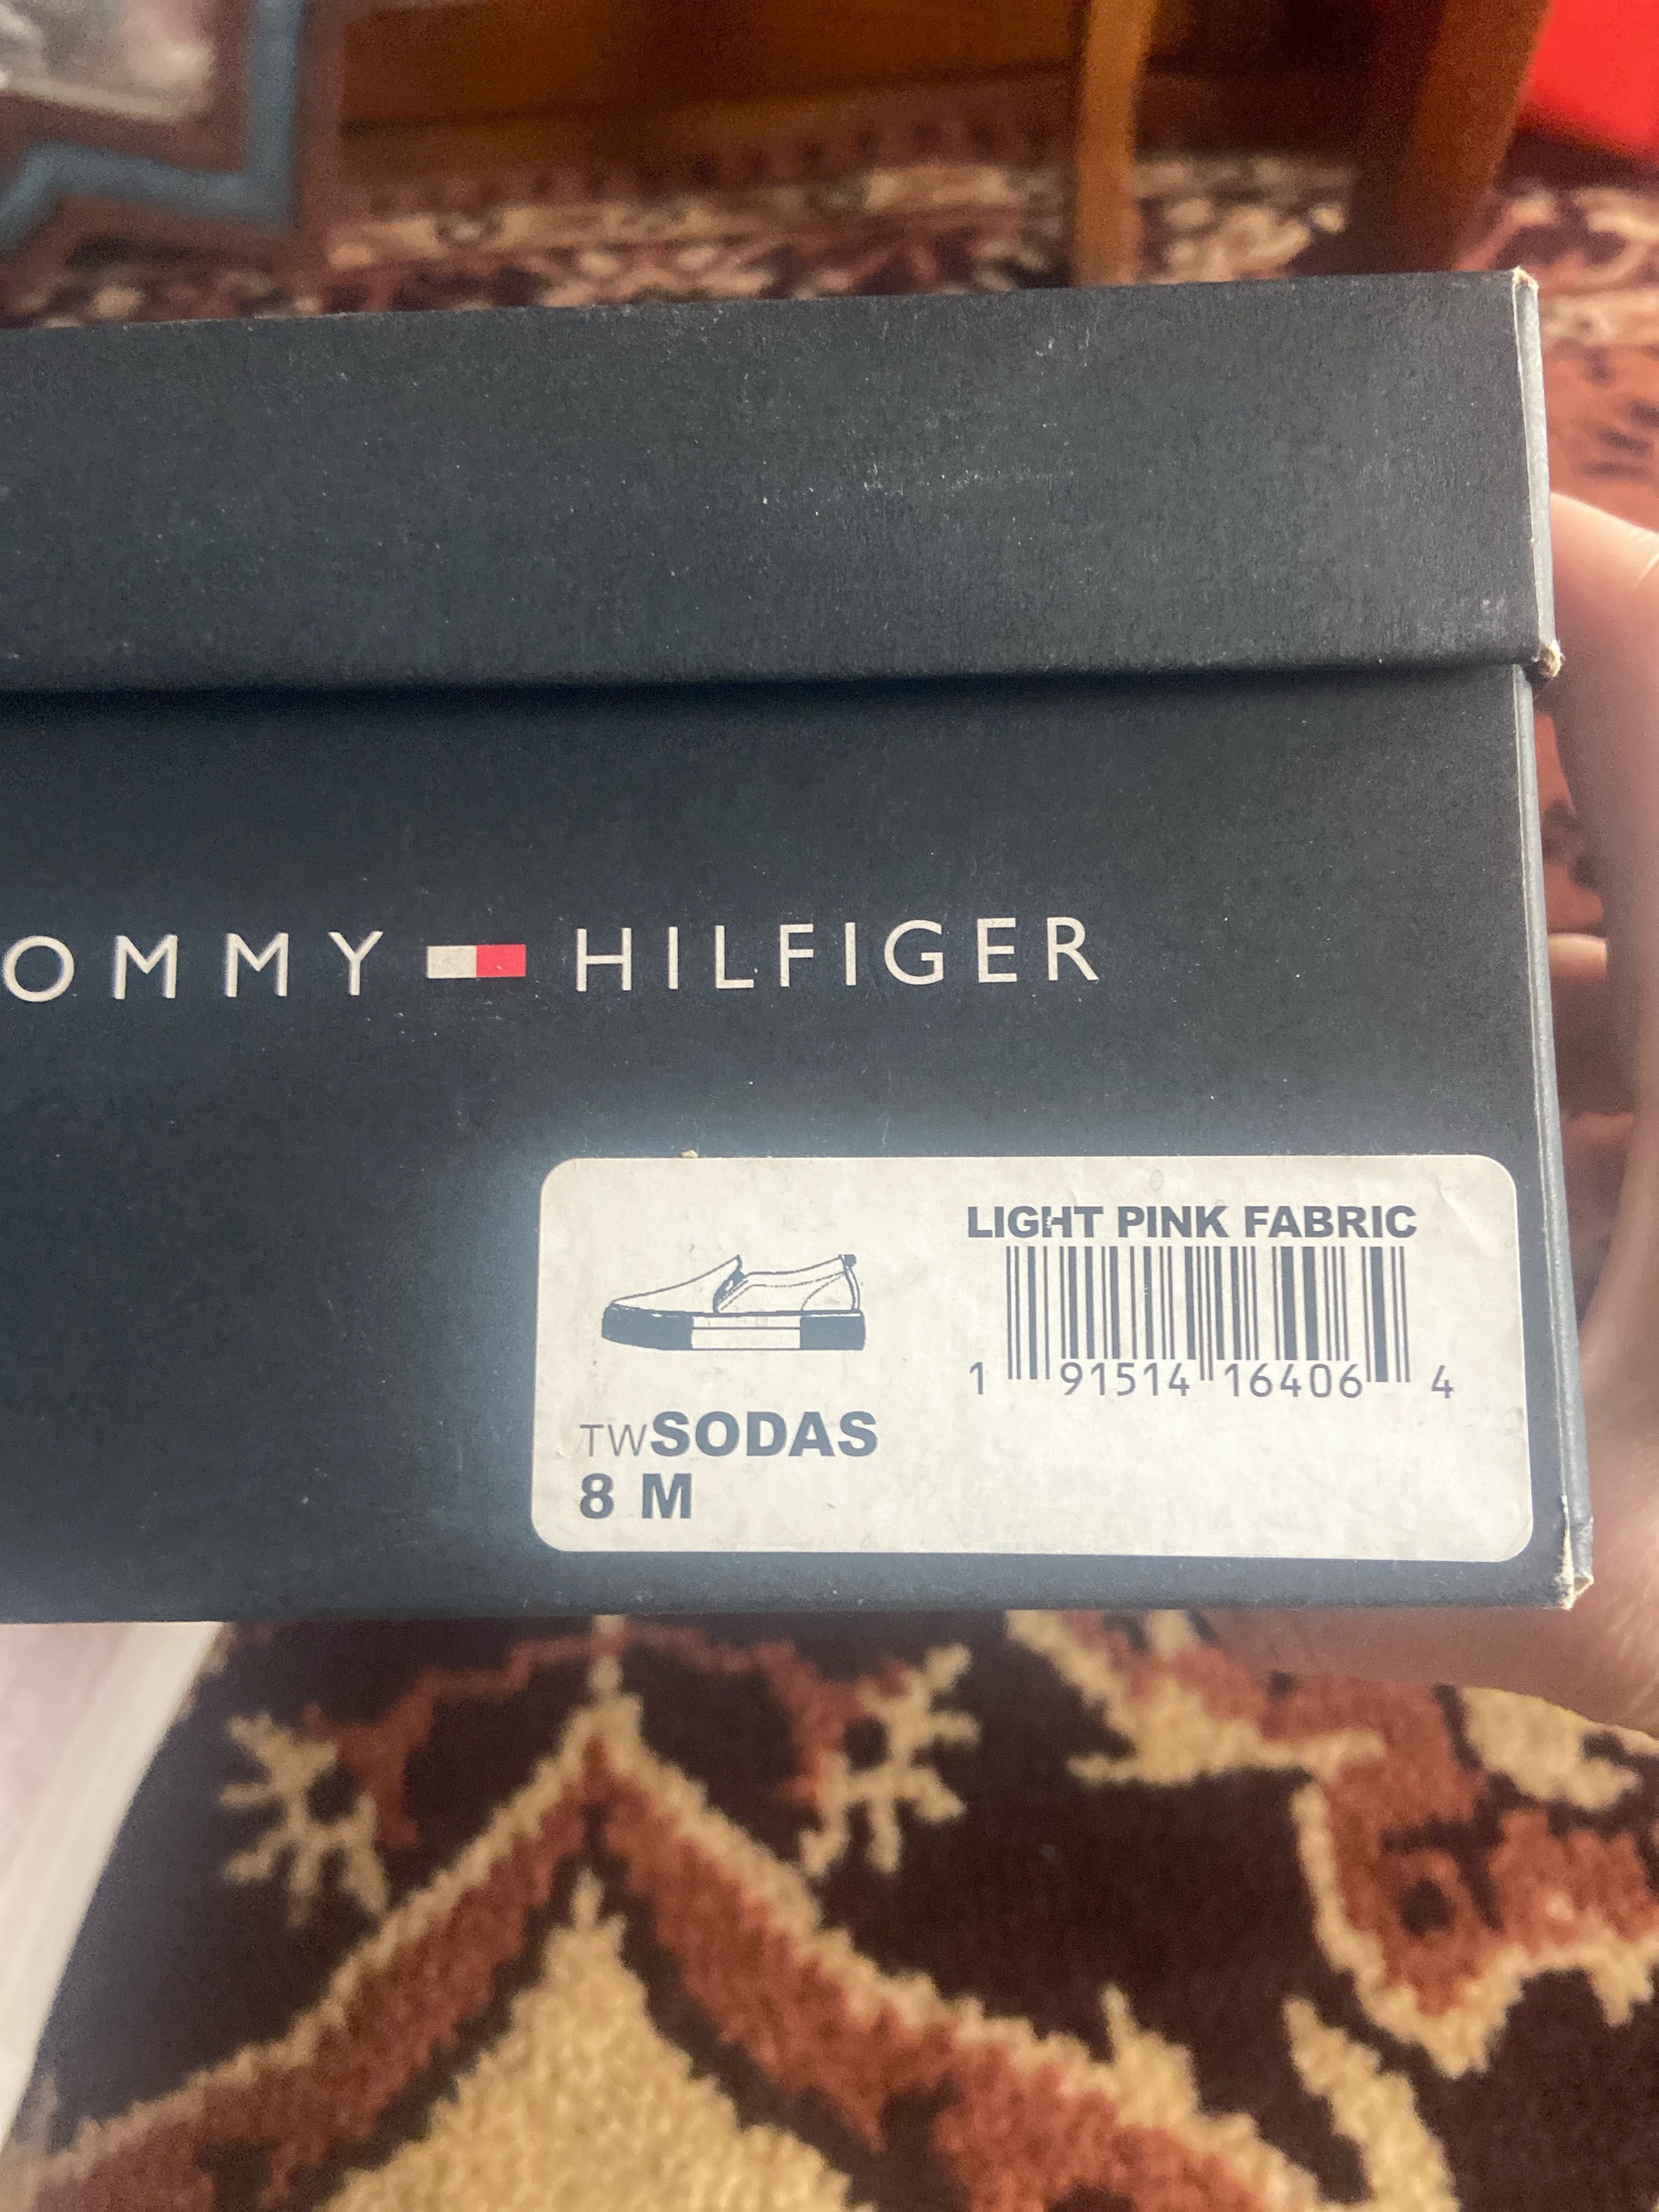 OMMY HILFIGER
LIGHT PINK FABRIC
1 91514 16406 4
TWSODAS
8 M